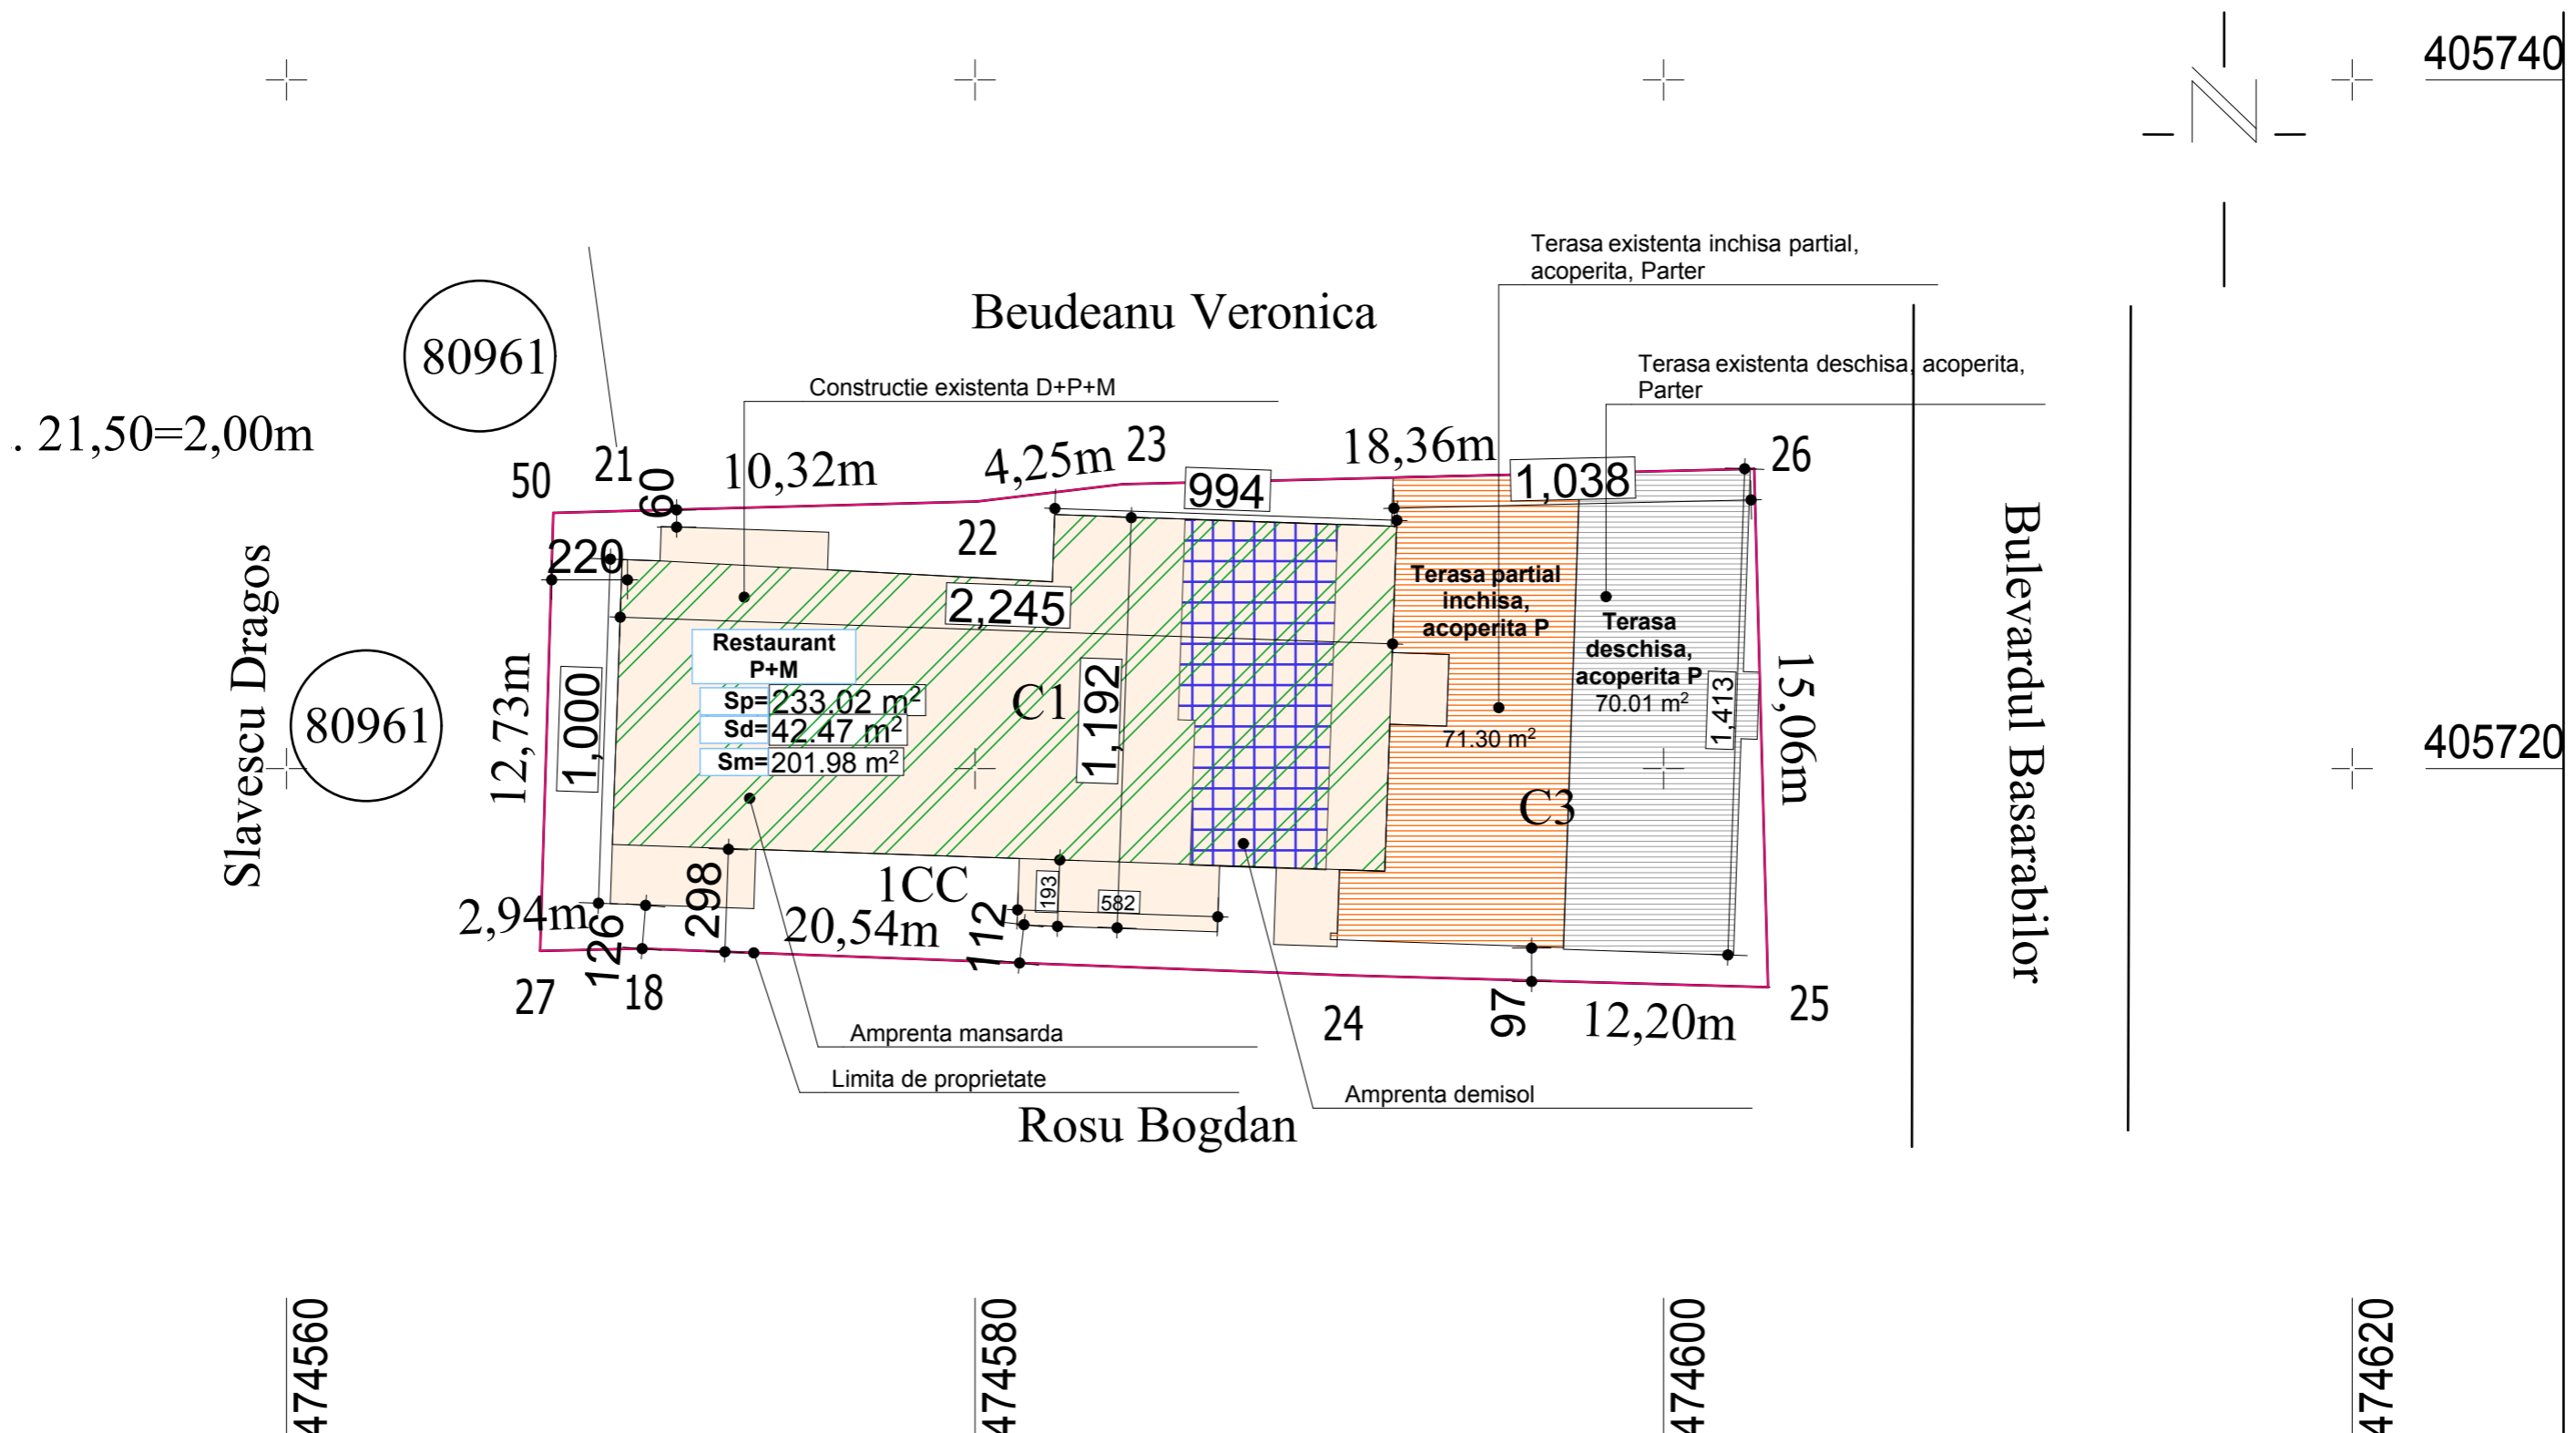 405740
Terasa existenta inchisa partial,
acoperita, Parter
Beudeanu Veronica
80961
Terasa existenta deschisa, acoperita,
Parter
Constructie existenta D+P+M
. 21,50=2,00m
50
21
60
10,32m
4,25m
23
994
18,36m
1,038
26
22
220
2,245
Terasa partial
inchisa,
acoperita P
71.30 m²
Terasa
deschisa,
acoperita P
70.01 m²
Restaurant
P+M
Sp=233.02 m²
Sd=42.47 m²
Sm=201.98 m²
C1
1,192
1,000
12,73m
Slavescu Dragos
80961
1,413
15,06m
C3
Bulevardul Basarabilor
405720
1CC
298
193
582
112
2,94m
126
20,54m
27
18
24
97
12,20m
25
Amprenta mansarda
Limita de proprietate
Amprenta demisol
Rosu Bogdan
474560
474580
474600
474620
N